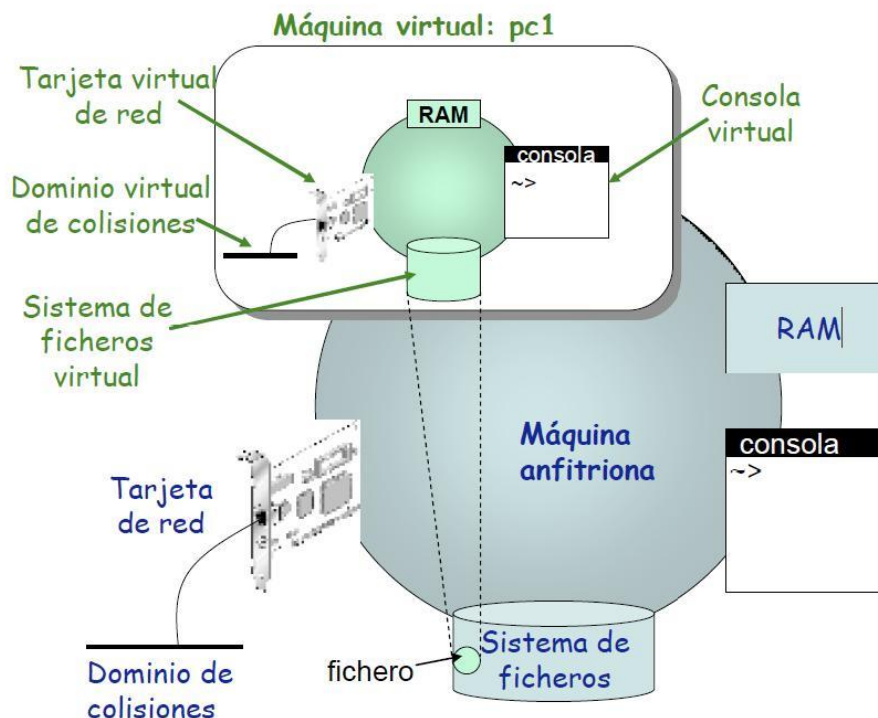 Máquina virtual: pc1
Tarjeta virtual
de red
RAM
Consola
virtual
consola
~>
Dominio virtual
de colisiones
Sistema de
ficheros
virtual
RAM
Máquina
anfitriona
consola
~>
Tarjeta
de red
Sistema de
ficheros
fichero
Dominio de
colisiones